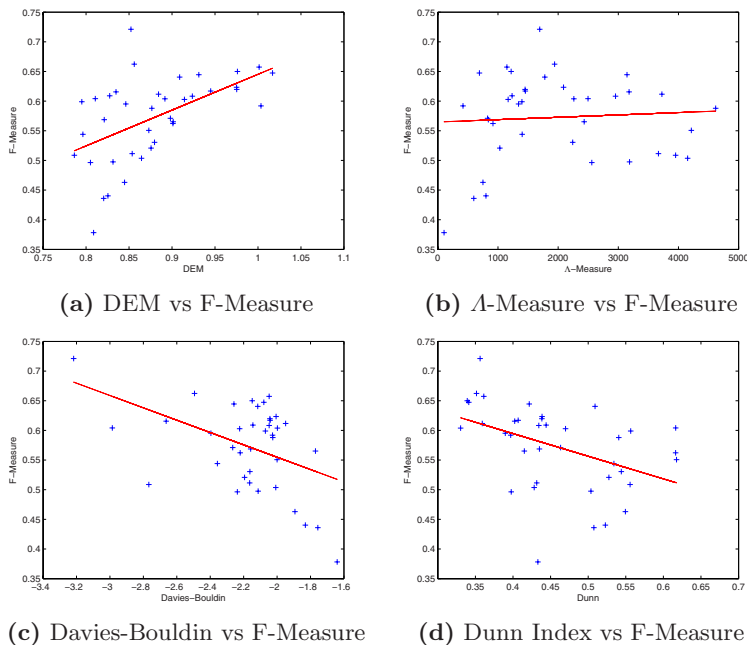 0.75 0.75
0.7 0.7
0.65 0.65
0.6 0.6
0.55 0.55
0.5 0.5
0.45 0.45
0.4 0.4
0.35 0.35
F-Measure F-Measure
0.75 0.8 0.85 0.9 0.95 1 1.05 1.1 0 1000 2000 3000 4000 5000
DEM Λ-Measure
(a) DEM vs F-Measure (b) Λ-Measure vs F-Measure
0.75 0.75
0.7 0.7
0.65 0.65
0.6 0.6
0.55 0.55
0.5 0.5
0.45 0.45
0.4 0.4
0.35 0.35
F-Measure F-Measure
−3.4 −3.2 −3 −2.8 −2.6 −2.4 −2.2 −2 −1.8 −1.6 0.35 0.4 0.45 0.5 0.55 0.6 0.65 0.7
Davies−Bouldin Dunn
(c) Davies-Bouldin vs F-Measure (d) Dunn Index vs F-Measure